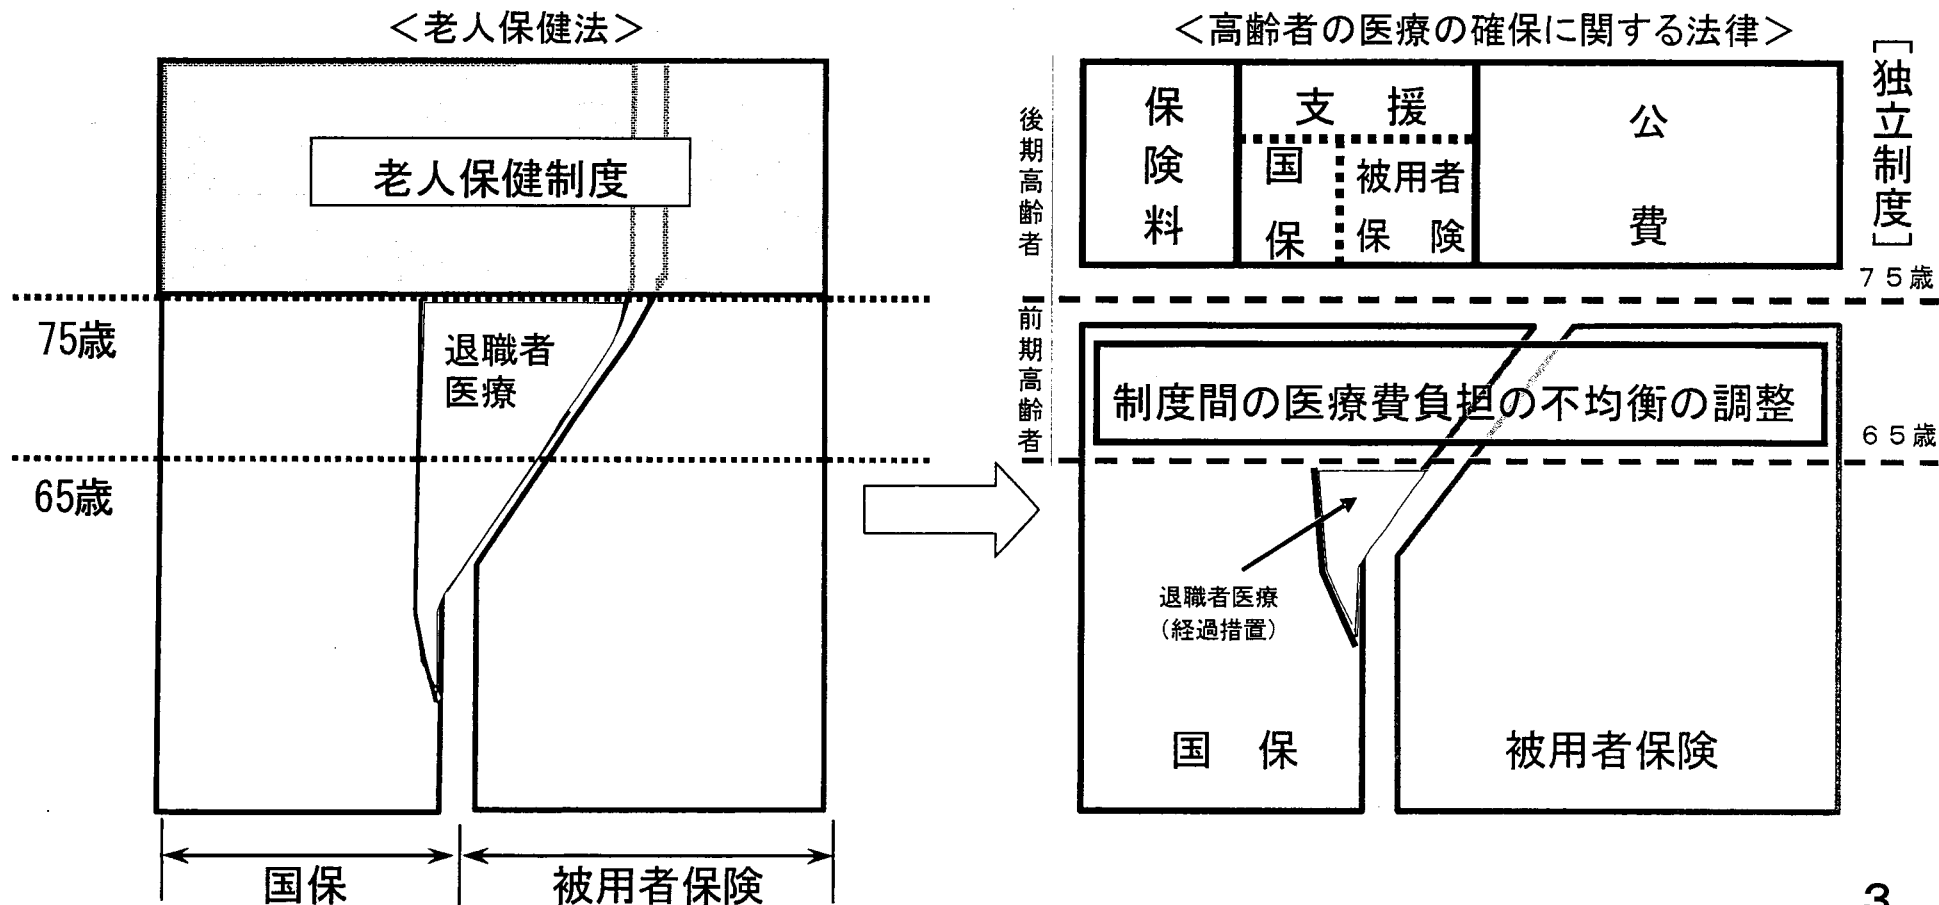 ＜老人保健法＞
老人保健制度
75歳
退職者
医療
65歳
国保
被用者保険
＜高齢者の医療の確保に関する法律＞
［独立制度］
後期高齢者
保険料
支援
国保
被用者
保険
公費
75歳
前期高齢者
制度間の医療費負担の不均衡の調整
65歳
退職者医療
（経過措置）
国保
被用者保険
3